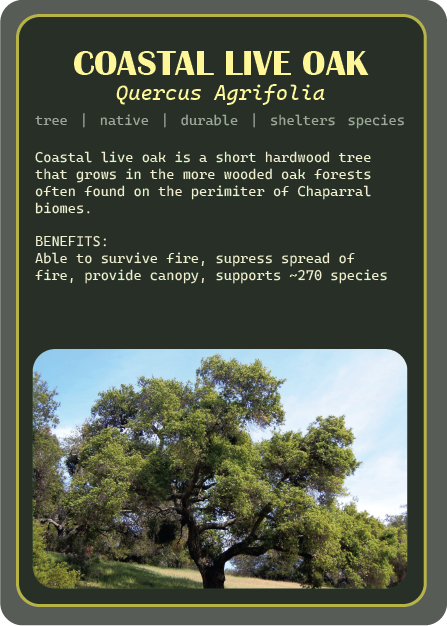 COASTAL LIVE OAK
Quercus Agrifolia
tree | native | durable | shelters species
Coastal live oak is a short hardwood tree
that grows in the more wooded oak forests
often found on the perimiter of Chaparral
biomes.
BENEFITS:
Able to survive fire, supress spread of
fire, provide canopy, supports ~270 species